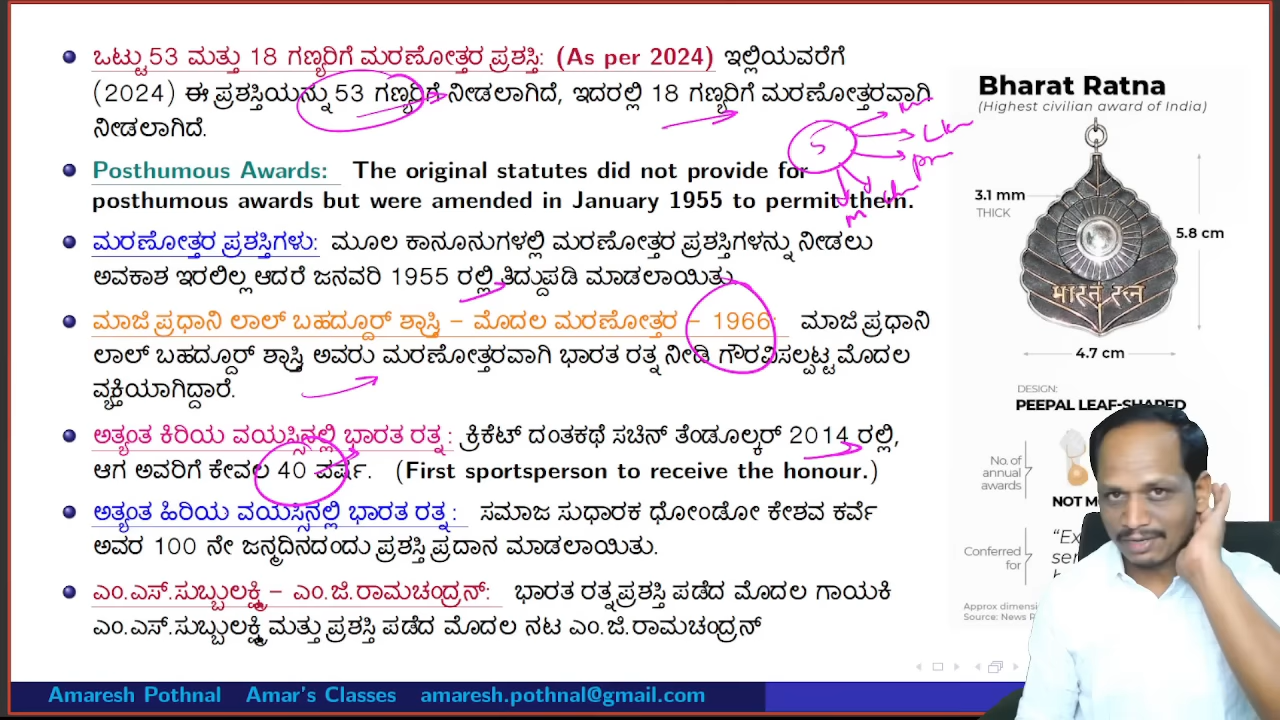 ಒಟ್ಟು 53 ಮತ್ತು 18 ಗಣ್ಯರಿಗೆ ಮರಣೋತ್ತರ ಪ್ರಶಸ್ತಿ: (As per 2024) ಇಲ್ಲಿಯವರೆಗೆ
(2024) ಈ ಪ್ರಶಸ್ತಿಯನ್ನು 53 ಗಣ್ಯರಿಗೆ ನೀಡಲಾಗಿದೆ, ಇದರಲ್ಲಿ 18 ಗಣ್ಯರಿಗೆ ಮರಣೋತ್ತರವಾಗಿ
ನೀಡಲಾಗಿದೆ.
5
Posthumous Awards: The original statutes did not provide for
posthumous awards but were amended in January 1955 to permit them.
ಮರಣೋತ್ತರ ಪ್ರಶಸ್ತಿಗಳು: ಮೂಲ ಕಾನೂನುಗಳಲ್ಲಿ ಮರಣೋತ್ತರ ಪ್ರಶಸ್ತಿಗಳನ್ನು ನೀಡಲು
ಅವಕಾಶ ಇರಲಿಲ್ಲ ಆದರೆ ಜನವರಿ 1955 ರಲ್ಲಿ ತಿದ್ದುಪಡಿ ಮಾಡಲಾಯಿತು.
ಮಾಜಿ ಪ್ರಧಾನಿ ಲಾಲ್ ಬಹದ್ದೂರ್ ಶಾಸ್ತ್ರಿ – ಮೊದಲ ಮರಣೋತ್ತರ – 1966: ಮಾಜಿ ಪ್ರಧಾನಿ
ಲಾಲ್ ಬಹದ್ದೂರ್ ಶಾಸ್ತ್ರಿ ಅವರು ಮರಣೋತ್ತರವಾಗಿ ಭಾರತ ರತ್ನ ನೀಡಿ ಗೌರವಿಸಲ್ಪಟ್ಟ ಮೊದಲ
ವ್ಯಕ್ತಿಯಾಗಿದ್ದಾರೆ.
ಅತ್ಯಂತ ಕಿರಿಯ ವಯಸ್ಸಿನಲ್ಲಿ ಭಾರತ ರತ್ನ: ಕ್ರಿಕೆಟ್ ದಂತಕಥೆ ಸಚಿನ್ ತೆಂಡೂಲ್ಕರ್ 2014 ರಲ್ಲಿ,
ಆಗ ಅವರಿಗೆ ಕೇವಲ 40 ವರ್ಷ. (First sportsperson to receive the honour.)
ಅತ್ಯಂತ ಹಿರಿಯ ವಯಸ್ಸಿನಲ್ಲಿ ಭಾರತ ರತ್ನ: ಸಮಾಜ ಸುಧಾರಕ ಧೋಂಡೋ ಕೇಶವ ಕರ್ವೆ
ಅವರ 100 ನೇ ಜನ್ಮದಿನದಂದು ಪ್ರಶಸ್ತಿ ಪ್ರದಾನ ಮಾಡಲಾಯಿತು.
ಎಂ.ಎಸ್.ಸುಬ್ಬುಲಕ್ಷ್ಮಿ – ಎಂ.ಜಿ.ರಾಮಚಂದ್ರನ್: ಭಾರತ ರತ್ನಪ್ರಶಸ್ತಿ ಪಡೆದ ಮೊದಲ ಗಾಯಕಿ
ಎಂ.ಎಸ್.ಸುಬ್ಬುಲಕ್ಷ್ಮಿ ಮತ್ತು ಪ್ರಶಸ್ತಿ ಪಡೆದ ಮೊದಲ ನಟ ಎಂ.ಜಿ.ರಾಮಚಂದ್ರನ್
Bharat Ratna
(Highest civilian award of India)
3.1 mm
THICK
5.8 cm
भारत रत्न
4.7 cm
DESIGN:
PEEPAL LEAF-SHAPED
No. of
annual
awards
NOT M
Conferred
for
"Ex
ser
Approx dimensi
Source: News R
Amaresh Pothnal Amar's Classes amaresh.pothnal@gmail.com